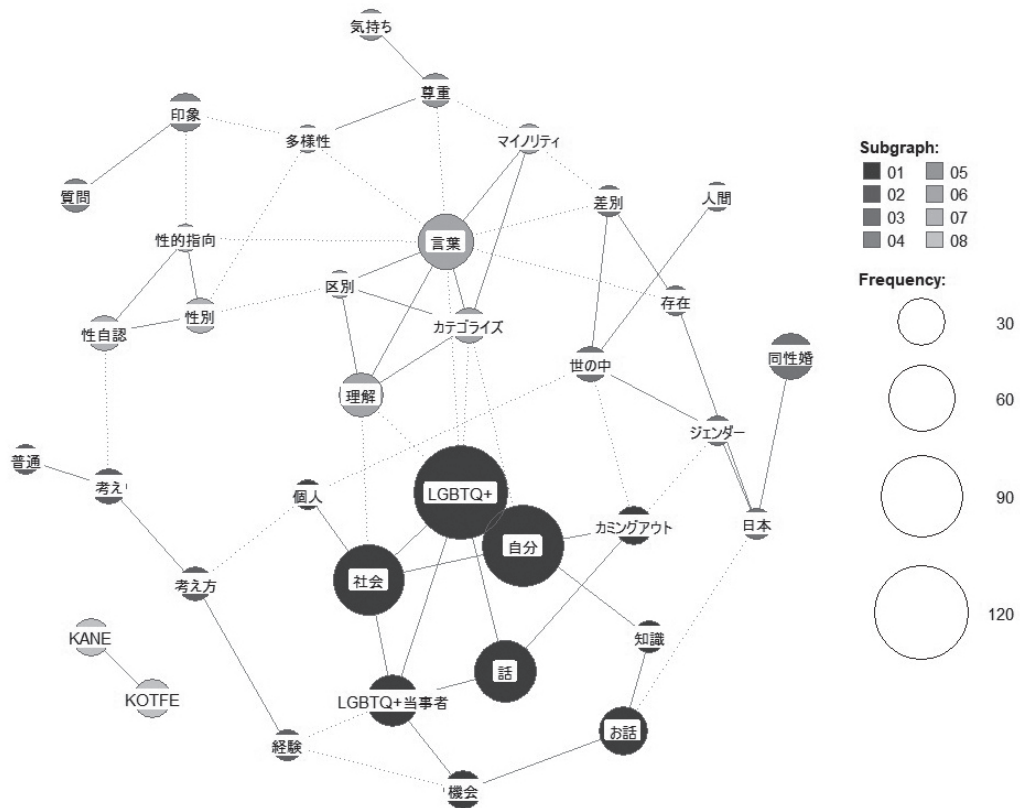 気持ち
尊重
印象
多様性
マイノリティ
質問
差別
人間
性的指向
言葉
区別
存在
性別
カテゴライズ
性自認
同性婚
世の中
理解
ジェンダー
普通
考え
個人
LGBTQ+
カミングアウト
日本
自分
社会
考え方
KANE
知識
話
KOTFE
LGBTQ+当事者
お話
経験
機会
Subgraph:
01 05
02 06
03 07
04 08
Frequency:
30
60
90
120